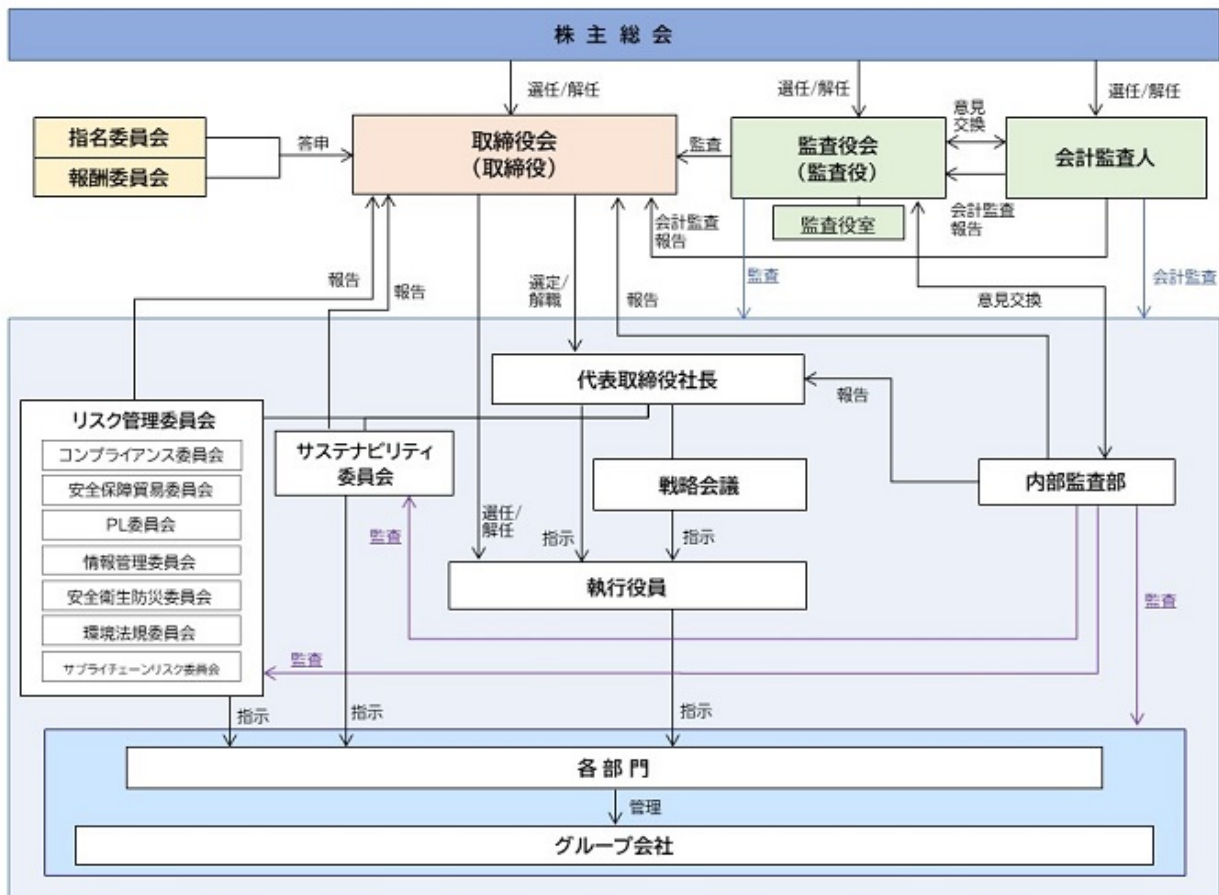 株主総会
選任/解任
選任/解任
選任/解任
指名委員会
報酬委員会
答申
取締役会
（取締役）
監査
監査役会
（監査役）
監査役室
意見
交換
会計監査人
会計監査
報告
会計監査
報告
報告
報告
選定/
解職
報告
監査
意見交換
会計監査
代表取締役社長
報告
リスク管理委員会
コンプライアンス委員会
安全保障貿易委員会
PL委員会
情報管理委員会
安全衛生防災委員会
環境法規委員会
サプライチェーンリスク委員会
サステナビリティ
委員会
戦略会議
内部監査部
選任/
解任
監査
指示
指示
執行役員
監査
監査
指示
指示
指示
各部門
管理
グループ会社